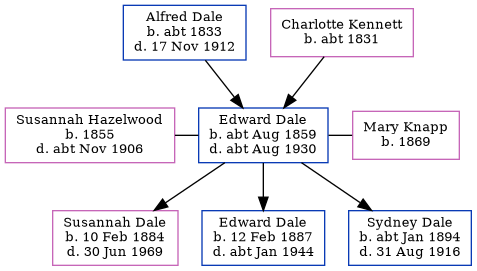 Alfred Dale
b. abt 1833
d. 17 Nov 1912
Charlotte Kennett
b. abt 1831
Susannah Hazelwood
b. 1855
d. abt Nov 1906
Edward Dale
b. abt Aug 1859
d. abt Aug 1930
Mary Knapp
b. 1869
Susannah Dale
b. 10 Feb 1884
d. 30 Jun 1969
Edward Dale
b. 12 Feb 1887
d. abt Jan 1944
Sydney Dale
b. abt Jan 1894
d. 31 Aug 1916